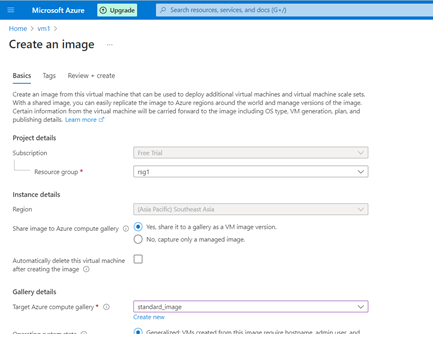 Microsoft Azure
Upgrade
Search resources, services, and docs (G+/)
Home > vm1 >
Create an image
...
Basics Tags Review + create
Create an image from this virtual machine that can be used to deploy additional virtual machines and virtual machine scale sets.
With a shared image, you can easily replicate the image to Azure regions around the world and manage versions of the image.
Certain information from the virtual machine will be carried forward to the image including OS type, VM generation, plan, and
publishing details. Learn more
Project details
Subscription
Free Trial
Resource group *
rsg1
Instance details
Region
(Asia Pacific) Southeast Asia
Share image to Azure compute gallery
Yes, share it to a gallery as a VM image version.
No, capture only a managed image.
Automatically delete this virtual machine
after creating the image
Gallery details
Target Azure compute gallery *
standard_image
Create new
Operating system state
Generalized: VMs created from this image require hostname, admin user, and